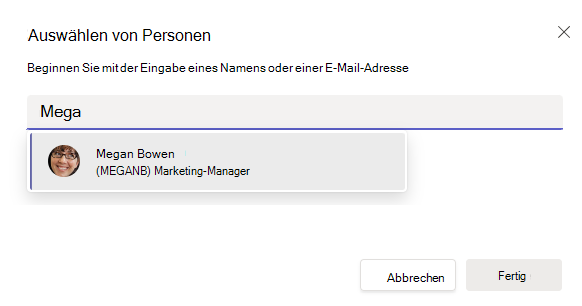 Auswählen von Personen
Beginnen Sie mit der Eingabe eines Namens oder einer E-Mail-Adresse
Mega
Megan Bowen
(MEGANB) Marketing-Manager
Abbrechen
Fertig